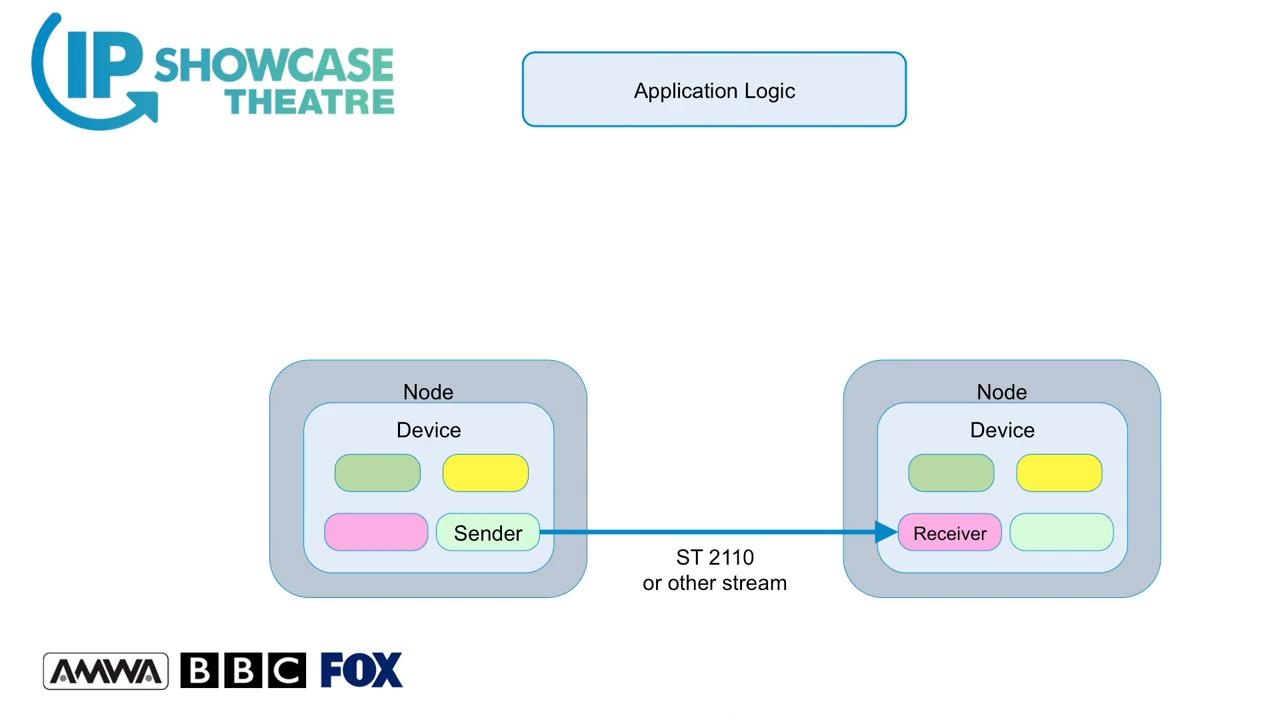 IP SHOWCASE
THEATRE
Application Logic
Node
Device
Sender
Node
Device
Receiver
ST 2110
or other stream
AMWA BBC FOX